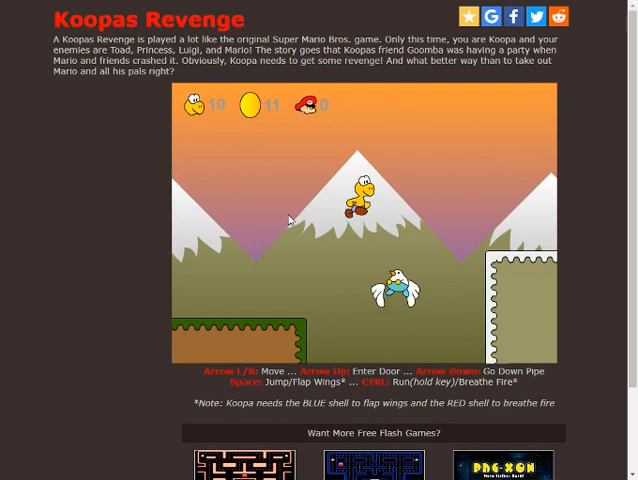 Koopas Revenge
A Koopas Revenge is played a lot like the original Super Mario Bros. game. Only this time, you are Koopa and your
enemies are Toad, Princess, Luigi, and Mario! The story goes that Koopas friend Goomba was having a party when
Mario and friends crashed it. Obviously, Koopa needs to get some revenge! And what better way than to take out
Mario and all his pals right?
10 11 0
Arrow L/R: Move ... Arrow Up: Enter Door ... Arrow Down: Go Down Pipe
Space: Jump/Flap Wings* ... CTRL: Run(hold key)/Breathe Fire*
*Note: Koopa needs the BLUE shell to flap wings and the RED shell to breathe fire
Want More Free Flash Games?
PAC-XON